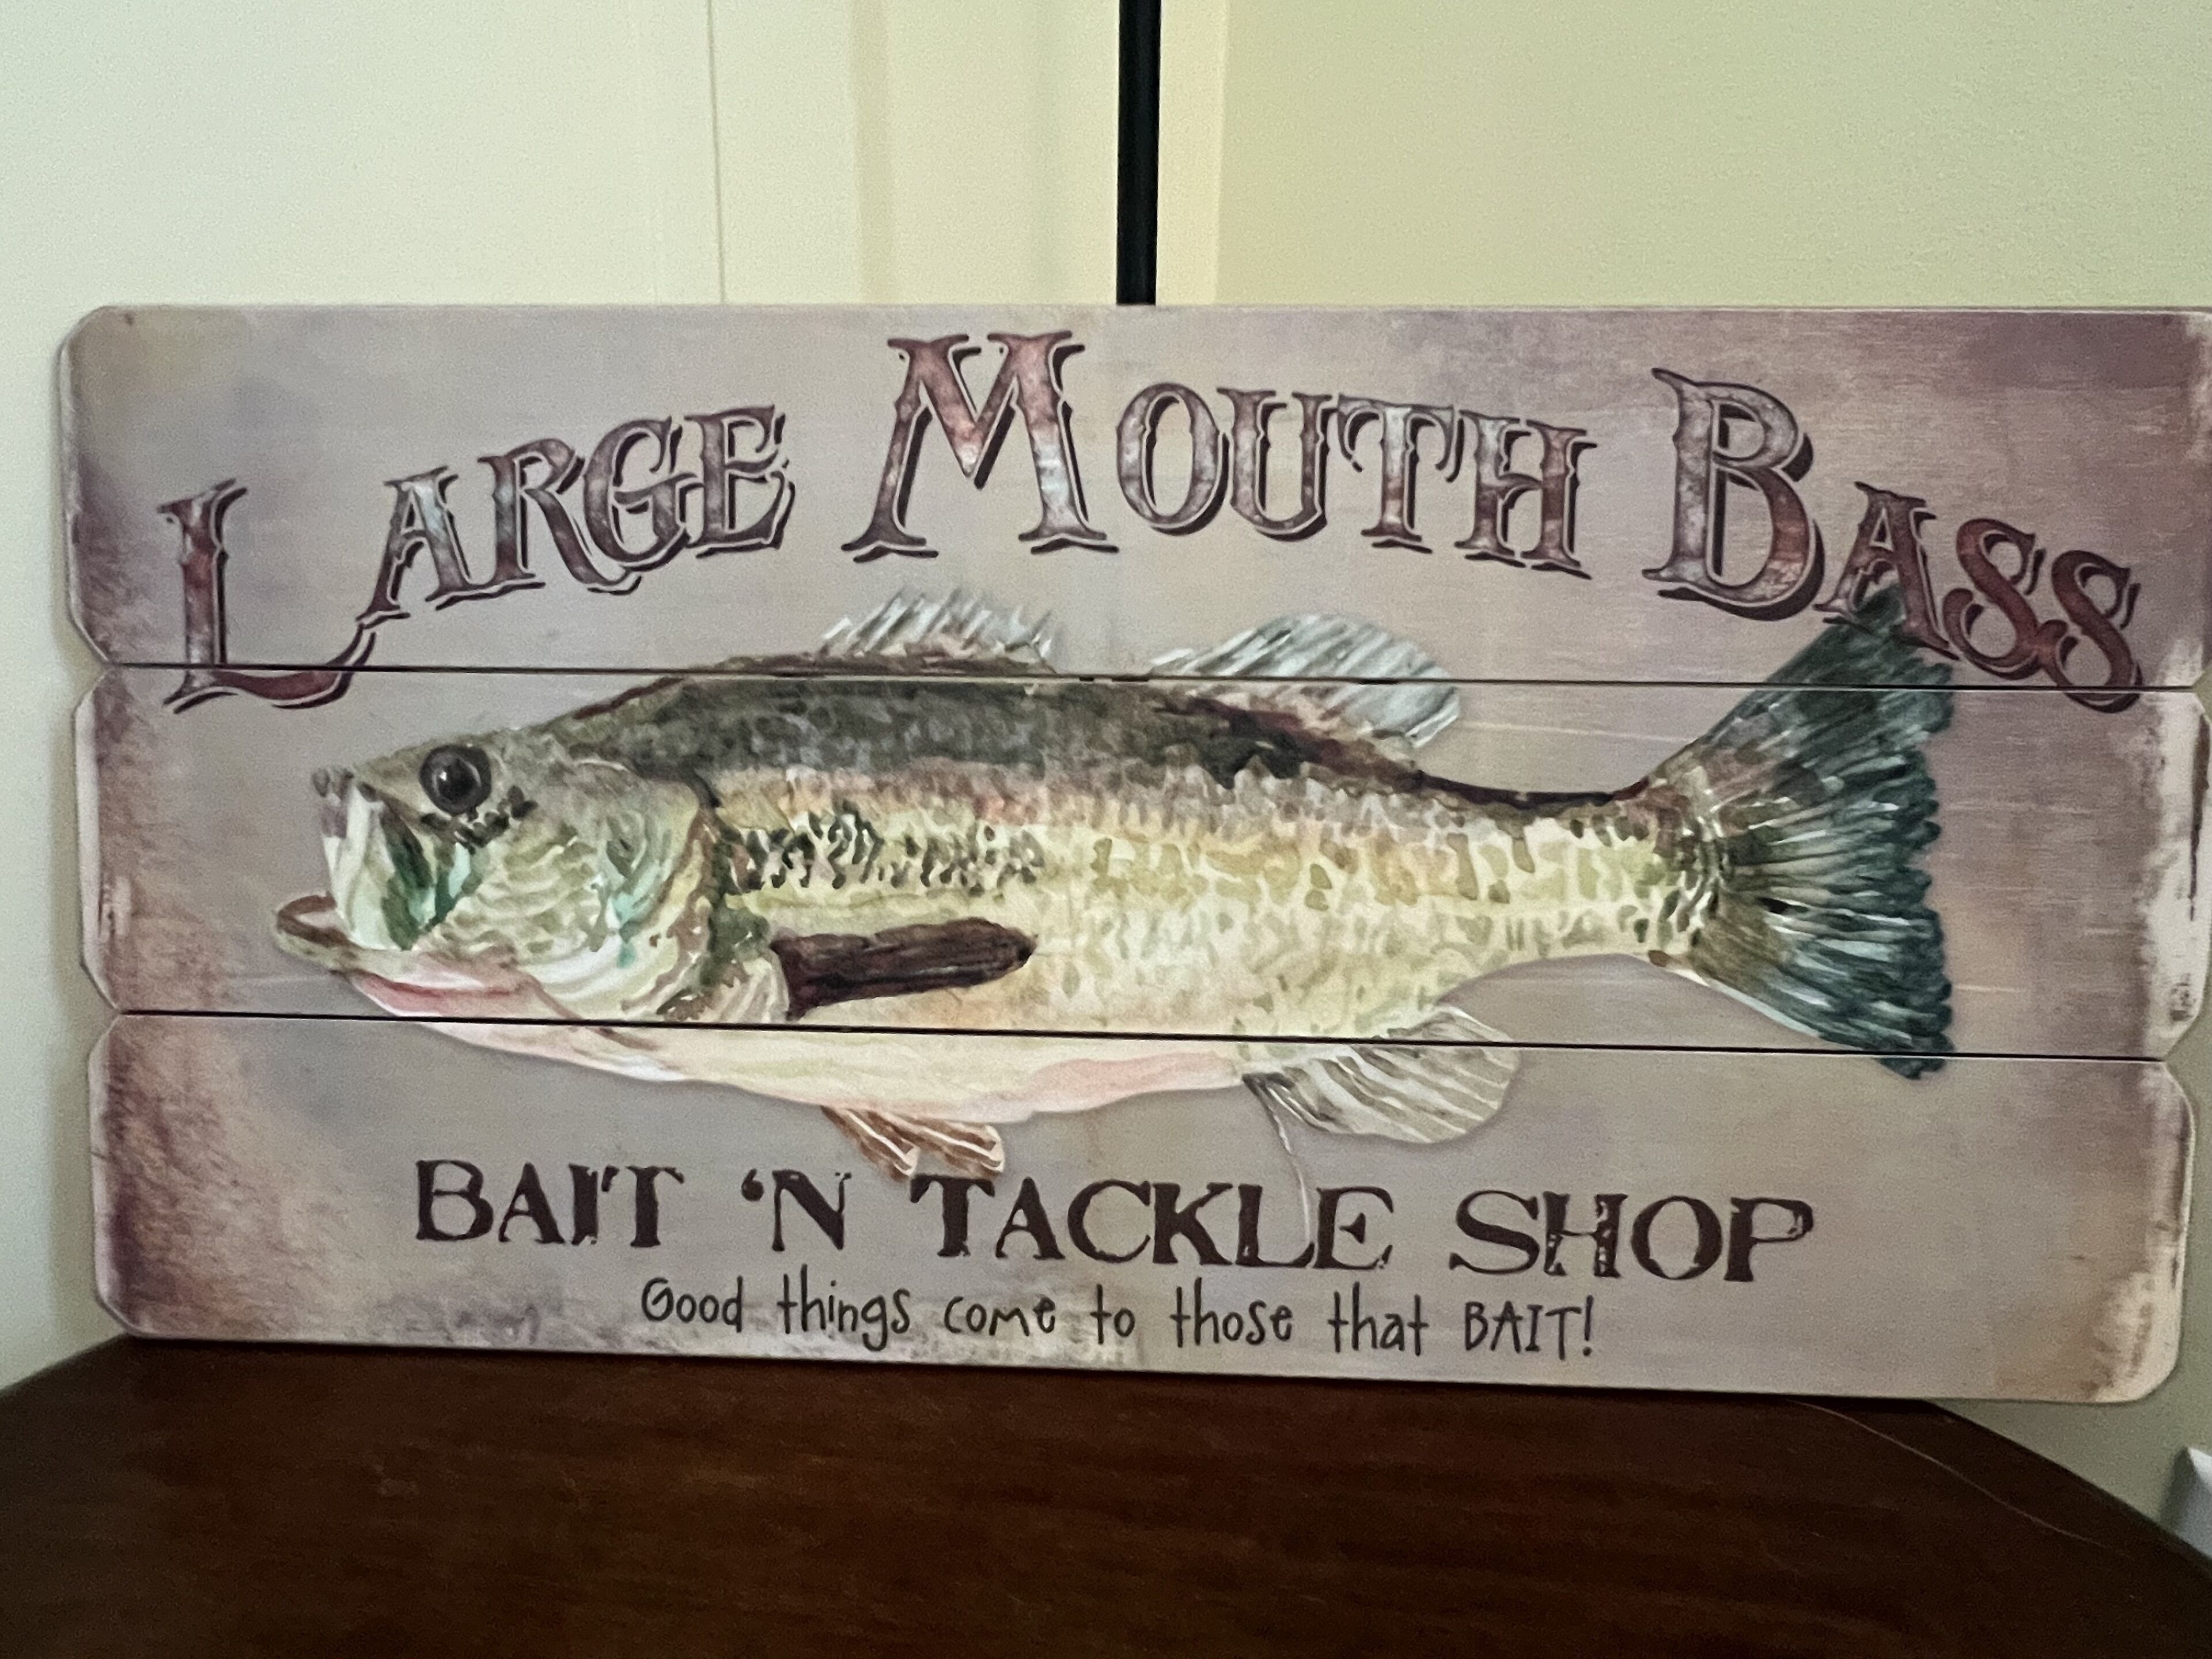 LARGE MOUTH BASS
BAIT 'N TACKLE SHOP
Good things come to those that BAIT!